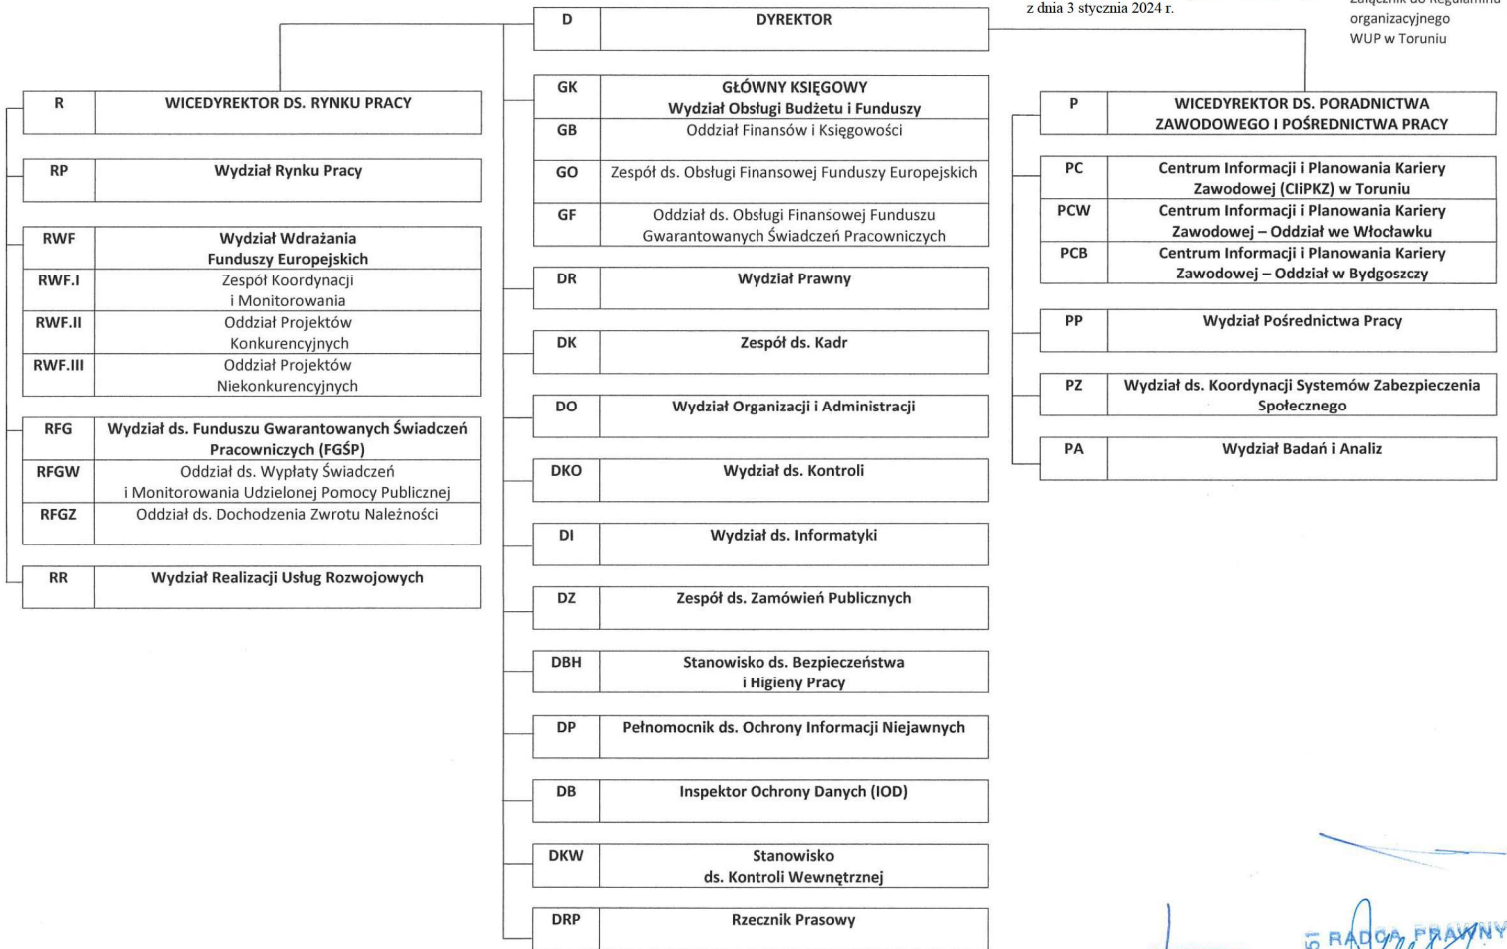 z dnia 3 stycznia 2024 r.
Załącznik do Regulaminu
organizacyjnego
WUP w Toruniu
D DYREKTOR
R WICEDYREKTOR DS. RYNKU PRACY
RP Wydział Rynku Pracy
RWF Wydział Wdrażania
Funduszy Europejskich
RWF.I Zespół Koordynacji
i Monitorowania
RWF.II Oddział Projektów
Konkurencyjnych
RWF.III Oddział Projektów
Niekonkurencyjnych
RFG Wydział ds. Funduszu Gwarantowanych Świadczeń
Pracowniczych (FGŚP)
RFGW Oddział ds. Wypłaty Świadczeń
i Monitorowania Udzielonej Pomocy Publicznej
RFGZ Oddział ds. Dochodzenia Zwrotu Należności
RR Wydział Realizacji Usług Rozwojowych
GK GŁÓWNY KSIĘGOWY
Wydział Obsługi Budżetu i Funduszy
GB Oddział Finansów i Księgowości
GO Zespół ds. Obsługi Finansowej Funduszy Europejskich
GF Oddział ds. Obsługi Finansowej Funduszu
Gwarantowanych Świadczeń Pracowniczych
DR Wydział Prawny
DK Zespół ds. Kadr
DO Wydział Organizacji i Administracji
DKO Wydział ds. Kontroli
DI Wydział ds. Informatyki
DZ Zespół ds. Zamówień Publicznych
DBH Stanowisko ds. Bezpieczeństwa
i Higieny Pracy
DP Pełnomocnik ds. Ochrony Informacji Niejawnych
DB Inspektor Ochrony Danych (IOD)
DKW Stanowisko
ds. Kontroli Wewnętrznej
DRP Rzecznik Prasowy
P WICEDYREKTOR DS. PORADNICTWA
ZAWODOWEGO I POŚREDNICTWA PRACY
PC Centrum Informacji i Planowania Kariery
Zawodowej (CIiPKZ) w Toruniu
PCW Centrum Informacji i Planowania Kariery
Zawodowej – Oddział we Włocławku
PCB Centrum Informacji i Planowania Kariery
Zawodowej – Oddział w Bydgoszczy
PP Wydział Pośrednictwa Pracy
PZ Wydział ds. Koordynacji Systemów Zabezpieczenia
Społecznego
PA Wydział Badań i Analiz
RADCA PRAWNY